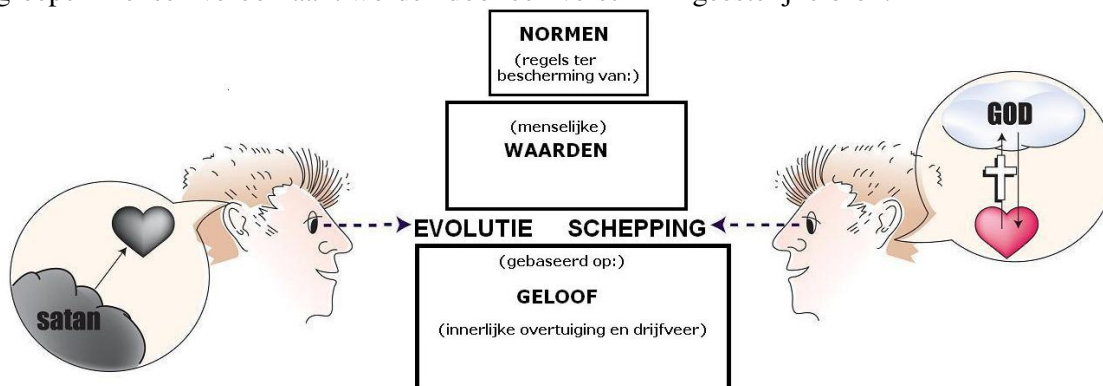 NORMEN
(regels ter
bescherming van:)
(menselijke)
WAARDEN
GOD
EVOLUTIE SCHEPPING
(gebaseerd op:)
GELOOF
(innerlijke overtuiging en drijfveer)
satan